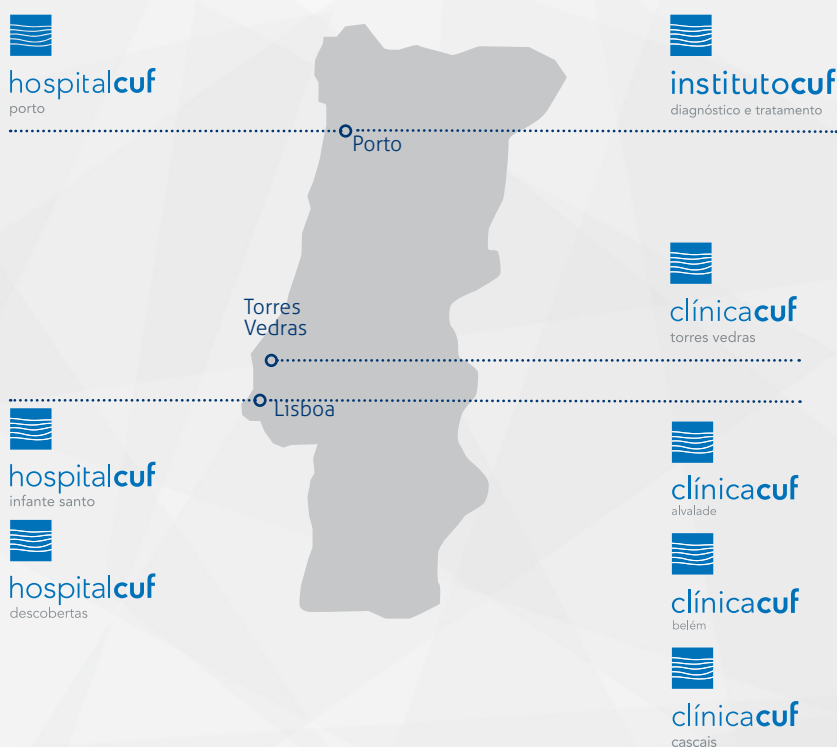 hospitalcuf
porto
institutocuf
diagnóstico e tratamento
Porto
clínicacuf
torres vedras
Torres
Vedras
Lisboa
hospitalcuf
infante santo
hospitalcuf
descobertas
clínicacuf
alvalade
clínicacuf
belém
clínicacuf
cascais